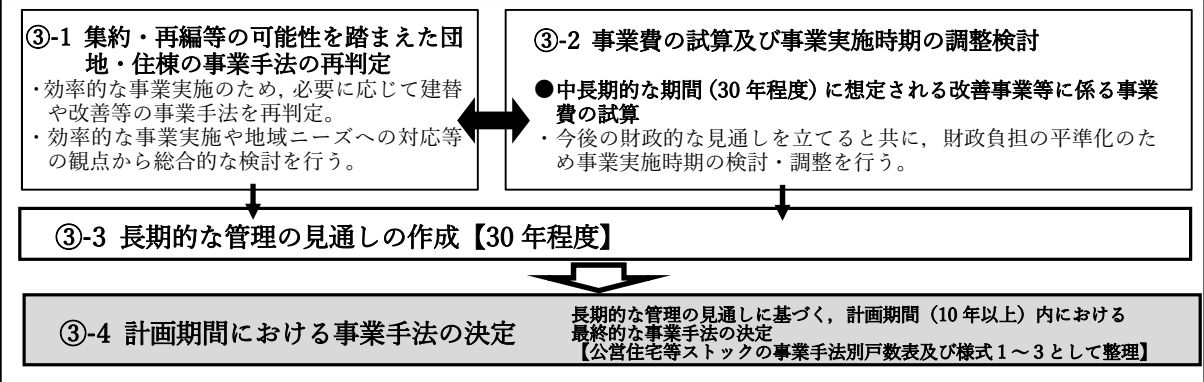 ③-1 集約・再編等の可能性を踏まえた団
地・住棟の事業手法の再判定
・効率的な事業実施のため，必要に応じて建替
や改善等の事業手法を再判定。
・効率的な事業実施や地域ニーズへの対応等
の観点から総合的な検討を行う。
③-2 事業費の試算及び事業実施時期の調整検討
●中長期的な期間（30 年程度）に想定される改善事業等に係る事業
費の試算
・今後の財政的な見通しを立てると共に，財政負担の平準化のた
め事業実施時期の検討・調整を行う。
③-3 長期的な管理の見通しの作成【30 年程度】
③-4 計画期間における事業手法の決定
長期的な管理の見通しに基づく，計画期間（10 年以上）内における
最終的な事業手法の決定
【公営住宅等ストックの事業手法別戸数表及び様式１～３として整理】